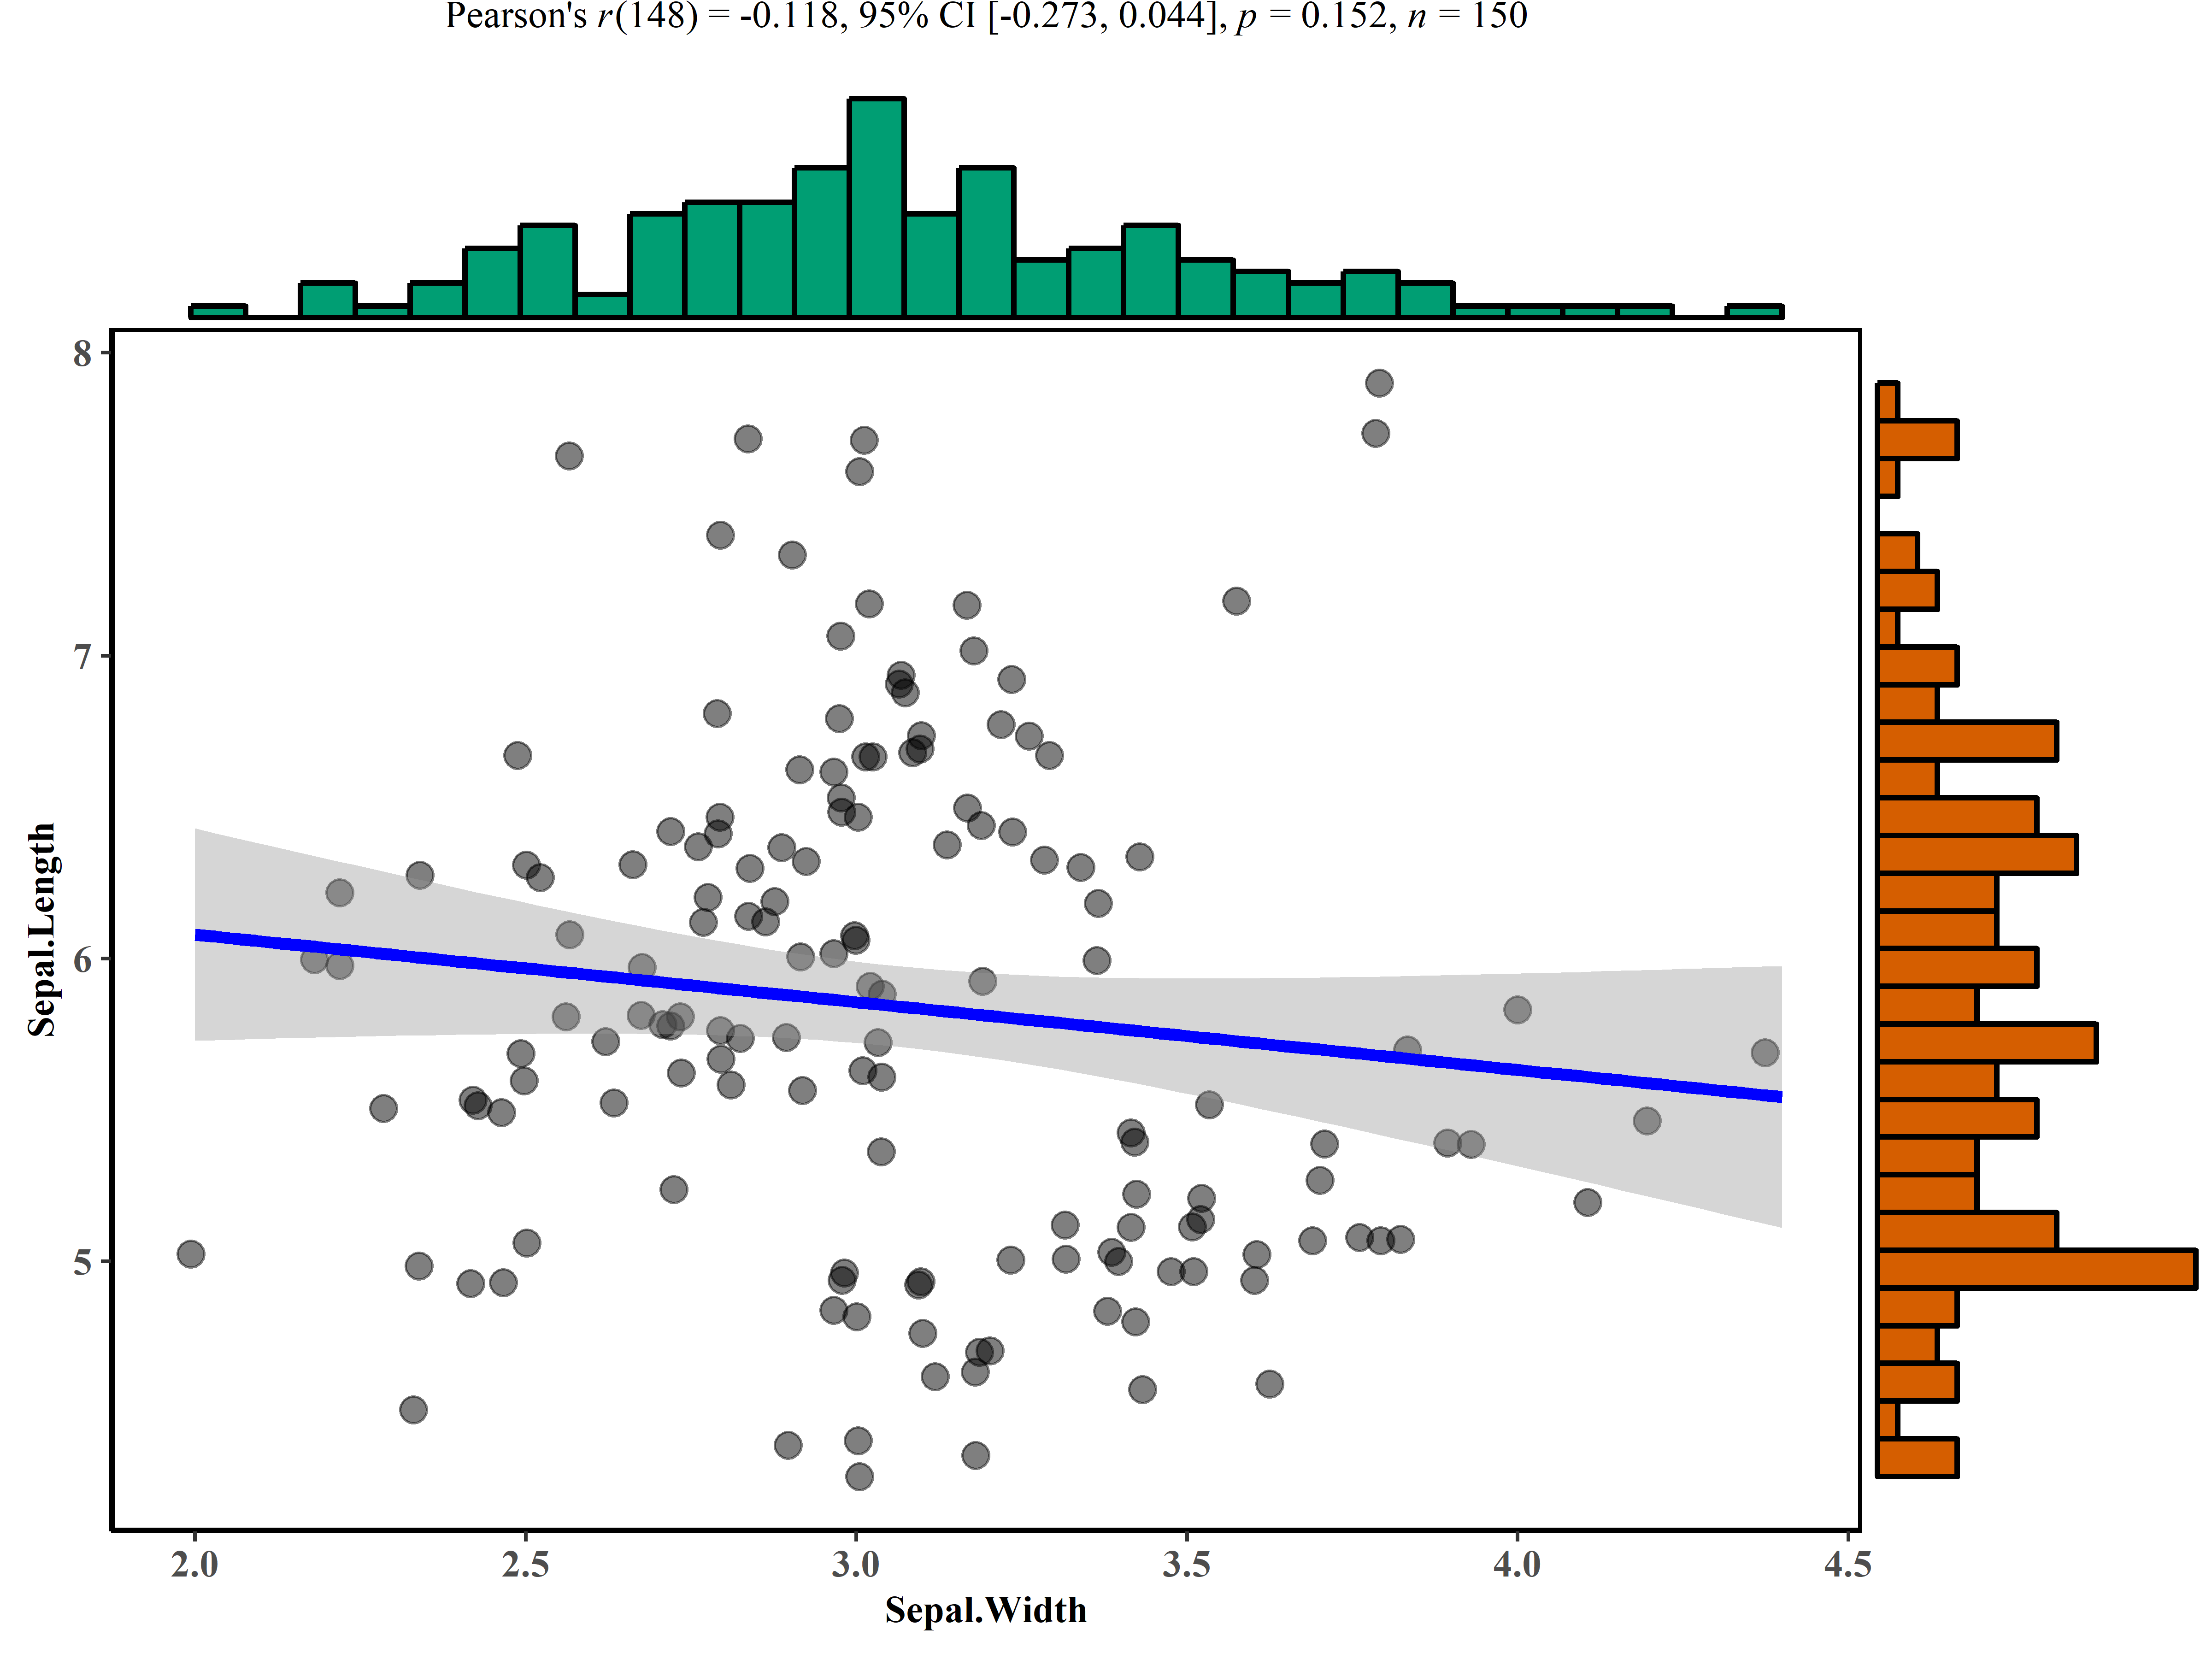 Pearson's r(148) = -0.118, 95% CI [-0.273, 0.044], p = 0.152, n = 150
8
7
6
5
Sepal.Length
2.0 2.5 3.0 3.5 4.0 4.5
Sepal.Width